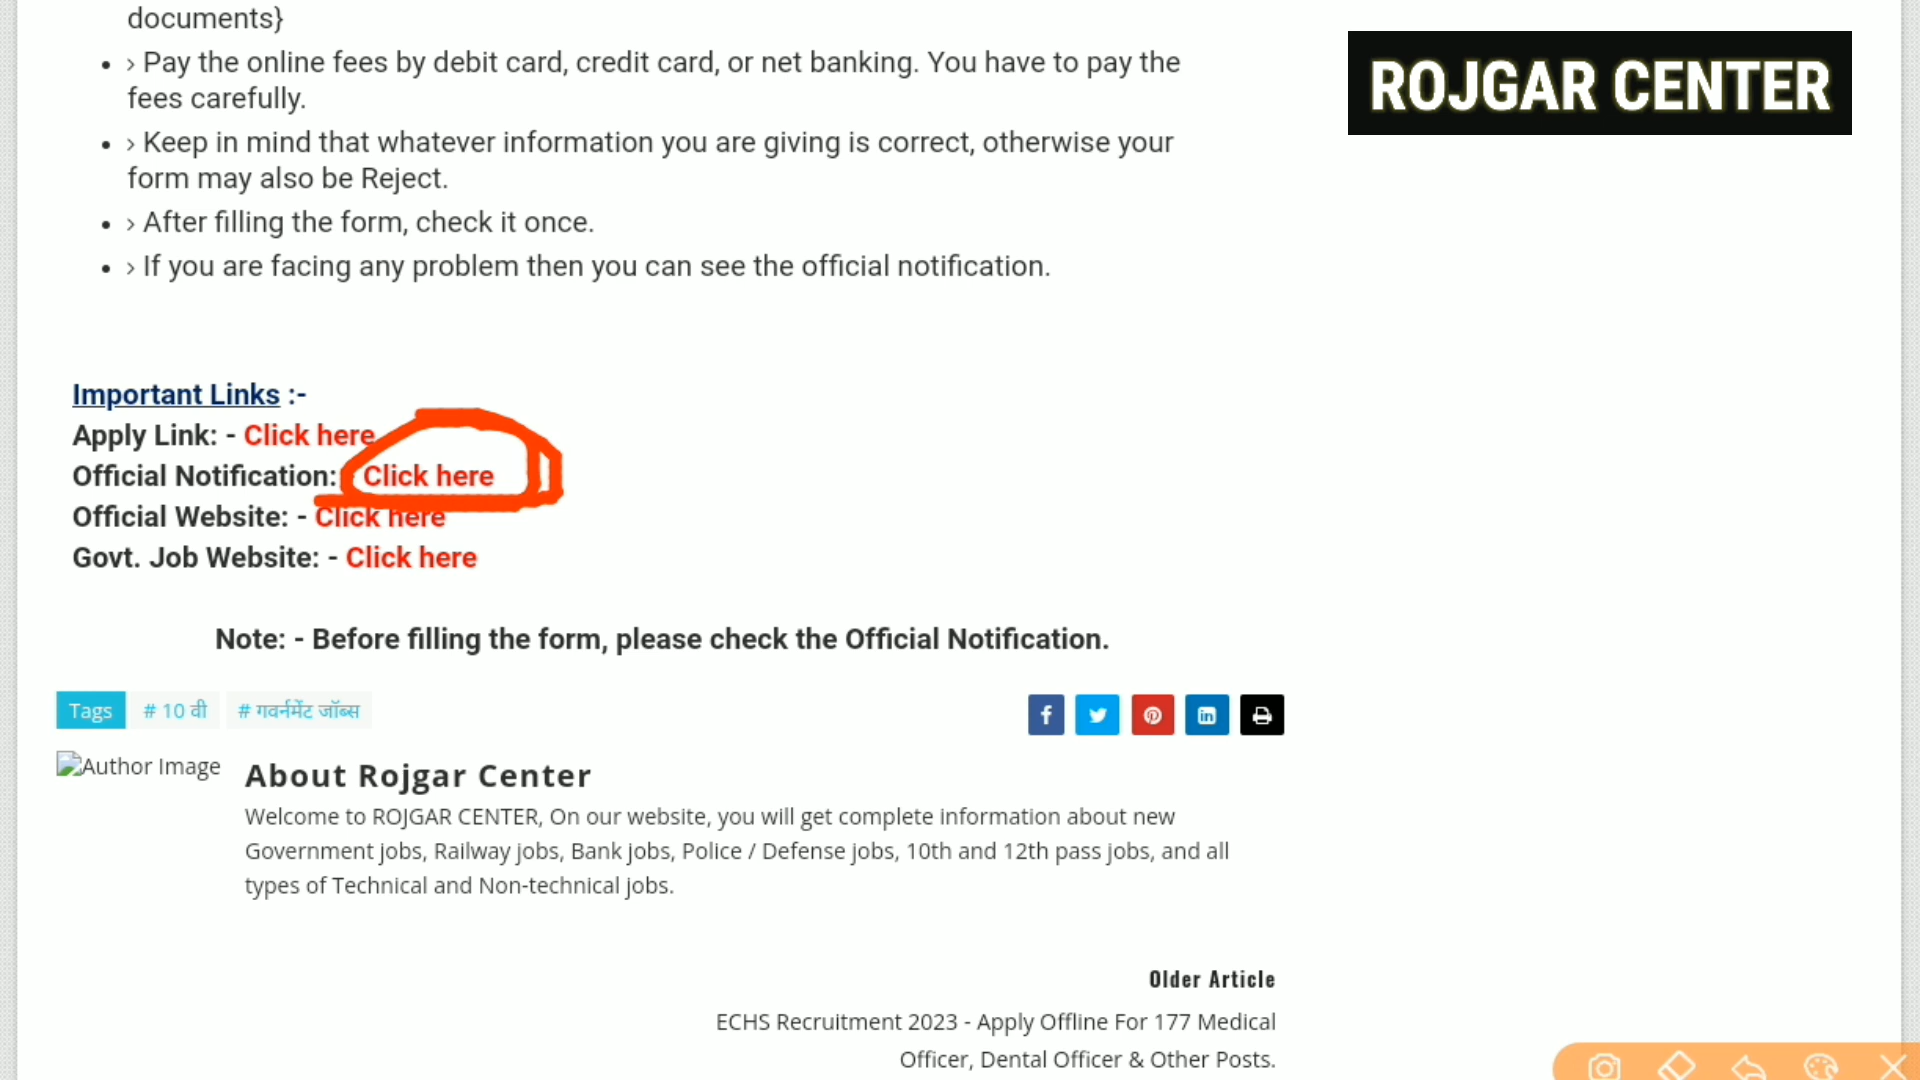 documents}
› Pay the online fees by debit card, credit card, or net banking. You have to pay the
fees carefully.
› Keep in mind that whatever information you are giving is correct, otherwise your
form may also be Reject.
› After filling the form, check it once.
› If you are facing any problem then you can see the official notification.
ROJGAR CENTER
Important Links :-
Apply Link: - Click here
Official Notification: Click here
Official Website: - Click here
Govt. Job Website: - Click here
Note: - Before filling the form, please check the Official Notification.
Tags # 10 वी # गवर्नमेंट जॉब्स
Author Image
About Rojgar Center
Welcome to ROJGAR CENTER, On our website, you will get complete information about new
Government jobs, Railway jobs, Bank jobs, Police / Defense jobs, 10th and 12th pass jobs, and all
types of Technical and Non-technical jobs.
Older Article
ECHS Recruitment 2023 - Apply Offline For 177 Medical
Officer, Dental Officer & Other Posts.